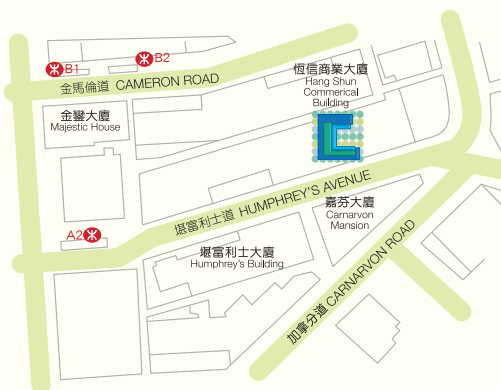 B2
B1
金馬倫道 CAMERON ROAD
恆信商業大廈
Hang Shun
Commerical
Building
金鑾大廈
Majestic House
堪富利士道 HUMPHREY'S AVENUE
嘉芬大廈
Carnarvon
Mansion
A2
堪富利士大廈
Humphrey's Building
加拿分道 CARNARVON ROAD